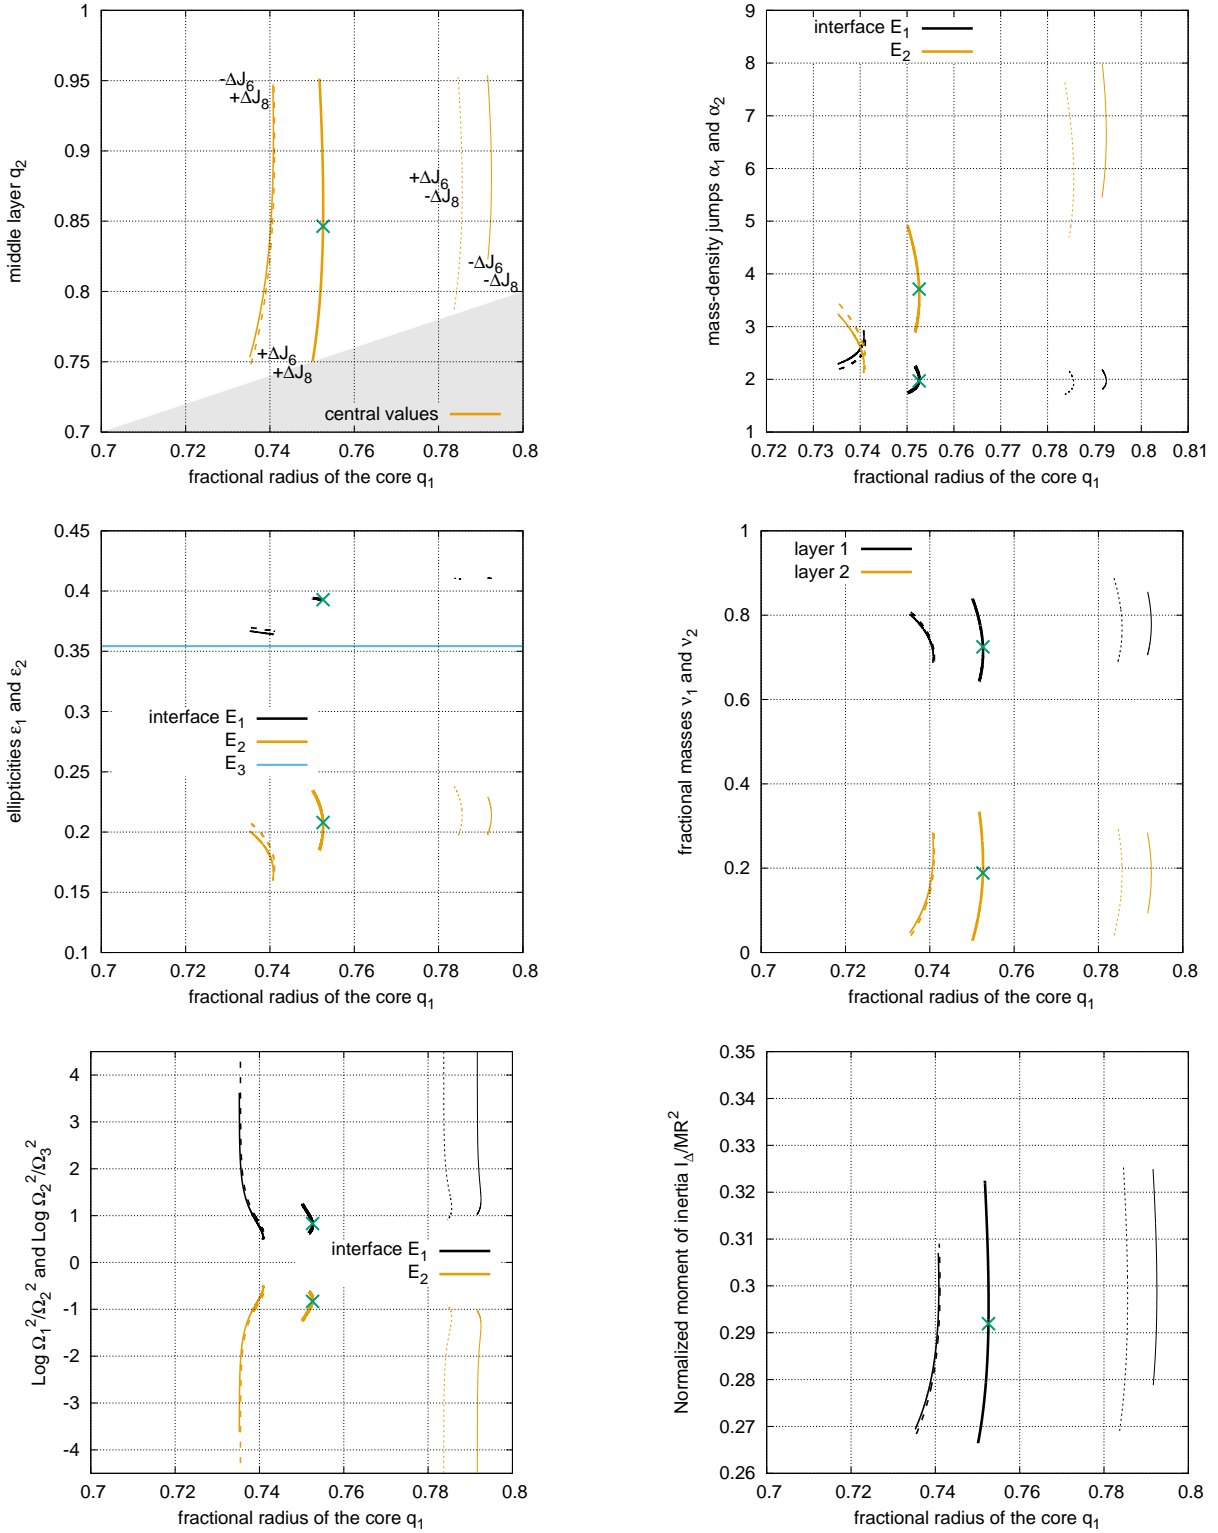 1
0.95
0.9
0.85
0.8
0.75
0.7
middle layer q2
-ΔJ6
+ΔJ8
+ΔJ6
-ΔJ8
-ΔJ6
-ΔJ8
+ΔJ6
+ΔJ8
central values
0.7 0.72 0.74 0.76 0.78 0.8
fractional radius of the core q1
9
8
7
6
5
4
3
2
1
mass-density jumps α1 and α2
interface E1
E2
0.72 0.73 0.74 0.75 0.76 0.77 0.78 0.79 0.8 0.81
fractional radius of the core q1
0.45
0.4
0.35
0.3
0.25
0.2
0.15
0.1
ellipticities ε1 and ε2
interface E1
E2
E3
0.7 0.72 0.74 0.76 0.78 0.8
fractional radius of the core q1
1
0.8
0.6
0.4
0.2
0
fractional masses ν1 and ν2
layer 1
layer 2
0.7 0.72 0.74 0.76 0.78 0.8
fractional radius of the core q1
4
3
2
1
0
-1
-2
-3
-4
Log Ω1²/Ω2² and Log Ω2²/Ω3²
interface E1
E2
0.7 0.72 0.74 0.76 0.78 0.8
fractional radius of the core q1
0.35
0.34
0.33
0.32
0.31
0.3
0.29
0.28
0.27
0.26
Normalized moment of inertia IΔ/MR²
0.7 0.72 0.74 0.76 0.78 0.8
fractional radius of the core q1